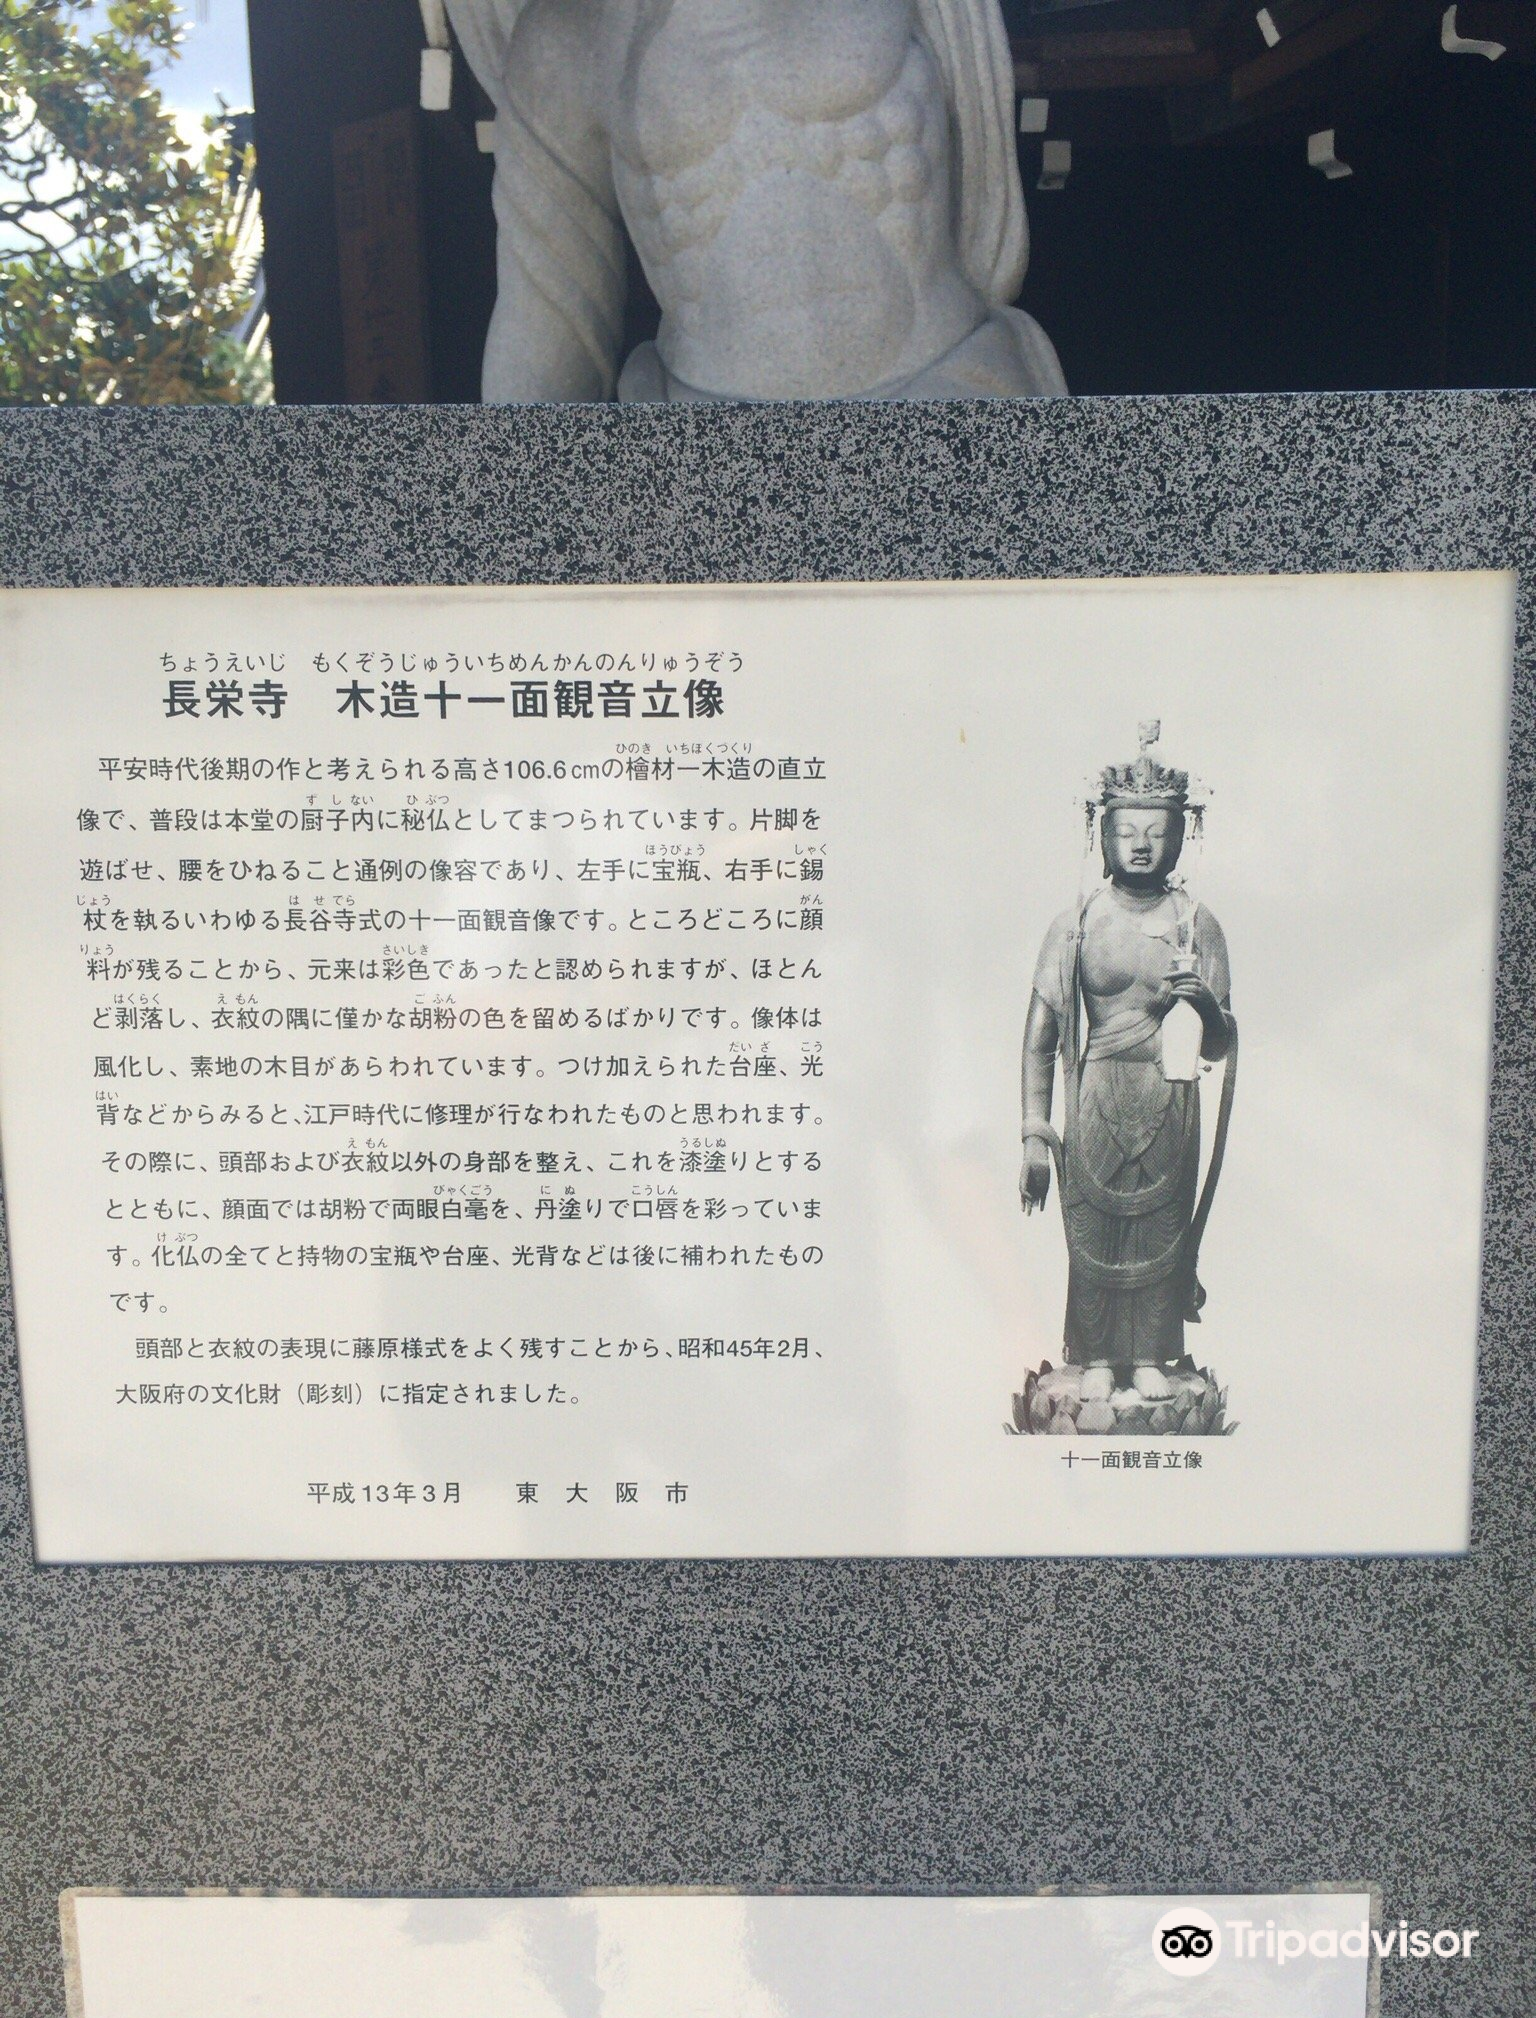 ちょうえいじ　もくぞうじゅういちめんかんのんりゅうぞう
長栄寺　木造十一面観音立像
ひのき　いちぼくづくり
平安時代後期の作と考えられる高さ106.6cmの檜材一木造の直立
ずしない　ひぶつ
像で、普段は本堂の厨子内に秘仏としてまつられています。片脚を
ほうびょう　しゃく
遊ばせ、腰をひねること通例の像容であり、左手に宝瓶、右手に錫
じょう　はせでら　がん
杖を執るいわゆる長谷寺式の十一面観音像です。ところどころに顔
りょう　さいしき
料が残ることから、元来は彩色であったと認められますが、ほとん
はくらく　えもん　ごふん
ど剥落し、衣紋の隅に僅かな胡粉の色を留めるばかりです。像体は
だいざ　こう
風化し、素地の木目があらわれています。つけ加えられた台座、光
はい
背などからみると、江戸時代に修理が行なわれたものと思われます。
えもん　うるしぬ
その際に、頭部および衣紋以外の身部を整え、これを漆塗りとする
びゃくごう　にぬ　こうしん
とともに、顔面では胡粉で両眼白毫を、丹塗りで口唇を彩っていま
けぶつ
す。化仏の全てと持物の宝瓶や台座、光背などは後に補われたもの
です。
頭部と衣紋の表現に藤原様式をよく残すことから、昭和45年2月、
大阪府の文化財（彫刻）に指定されました。
平成13年3月　東大阪市
十一面観音立像
Tripadvisor